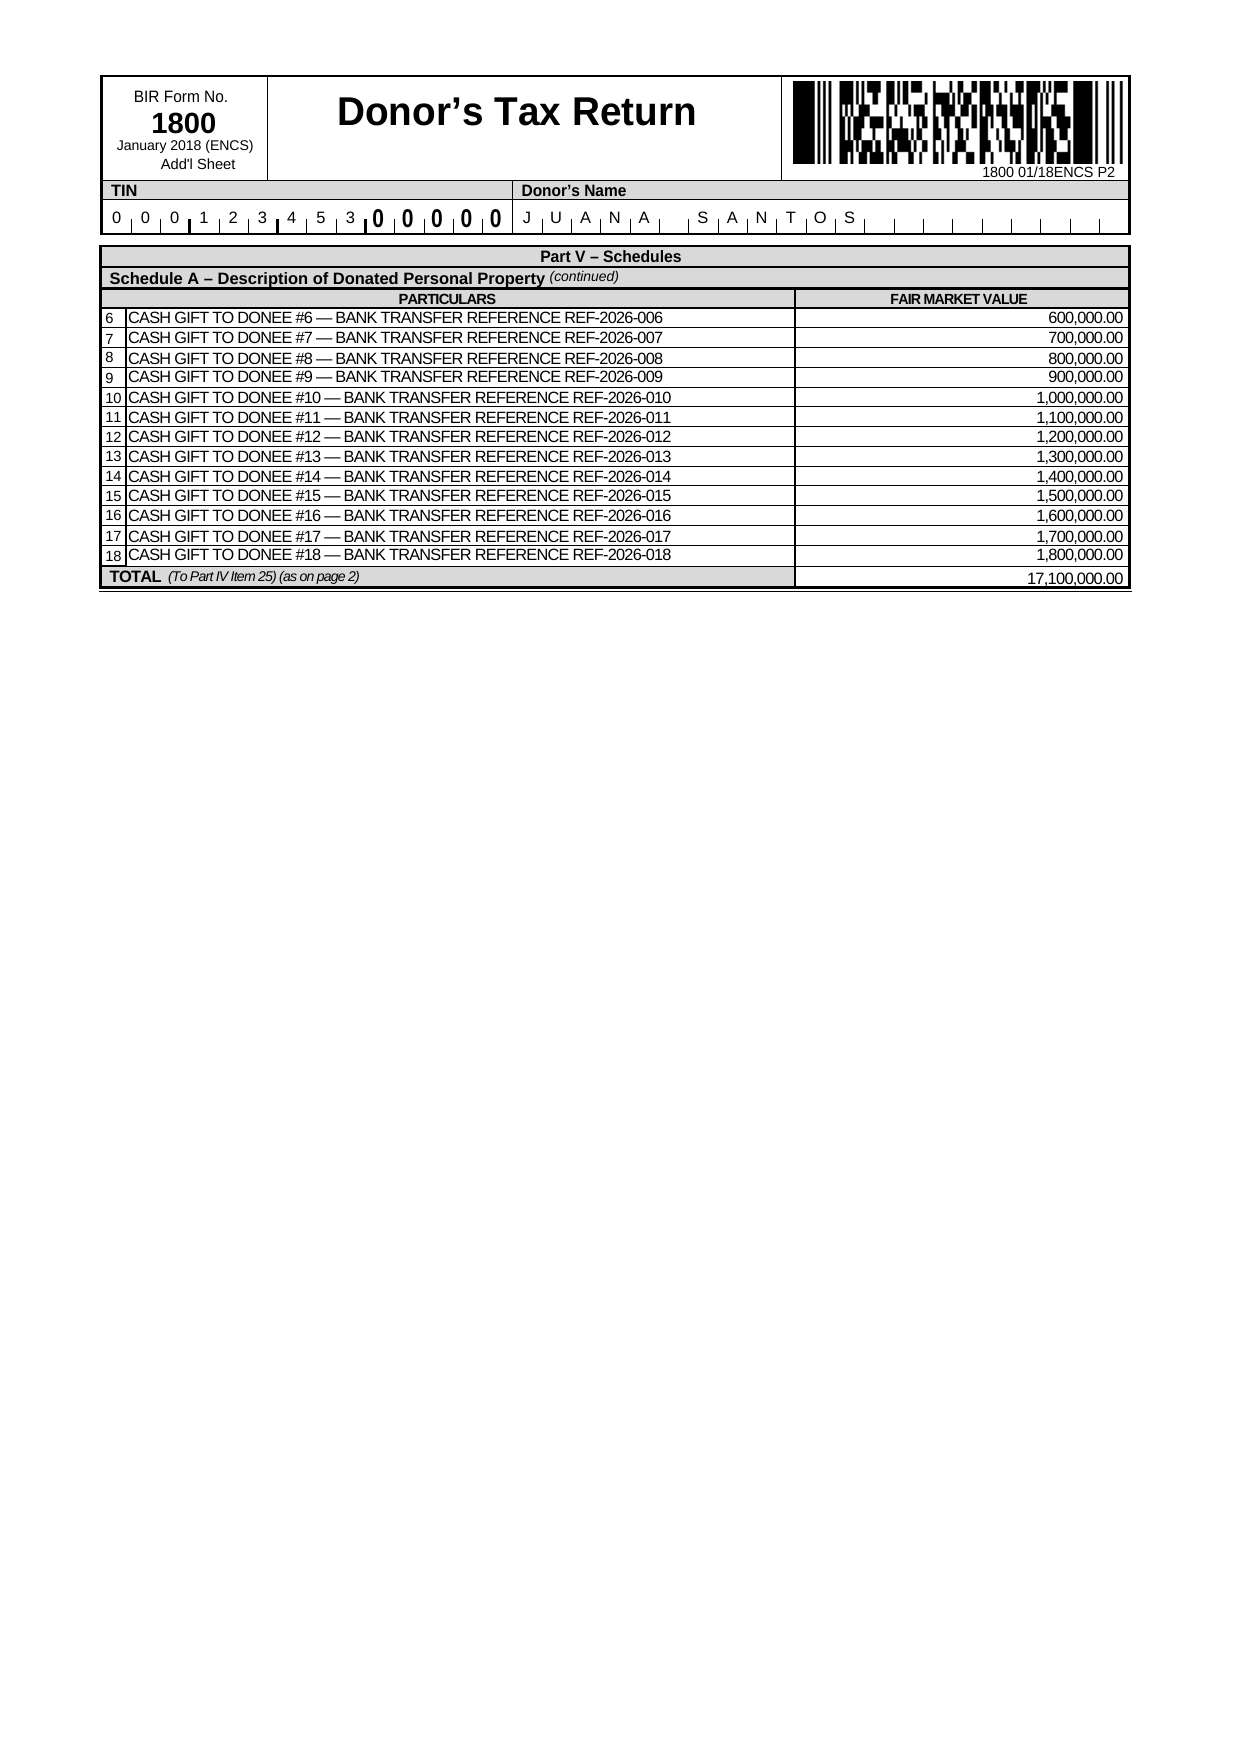 BIR Form No.
1800
January 2018 (ENCS)
Add'l Sheet
Donor’s Tax Return
1800 01/18ENCS P2
TIN Donor’s Name
0 0 0 1 2 3 4 5 3 0 0 0 0 0 J U A N A S A N T O S
Part V – Schedules
Schedule A – Description of Donated Personal Property (continued)
PARTICULARS FAIR MARKET VALUE
6 CASH GIFT TO DONEE #6 — BANK TRANSFER REFERENCE REF-2026-006 600,000.00
7 CASH GIFT TO DONEE #7 — BANK TRANSFER REFERENCE REF-2026-007 700,000.00
8 CASH GIFT TO DONEE #8 — BANK TRANSFER REFERENCE REF-2026-008 800,000.00
9 CASH GIFT TO DONEE #9 — BANK TRANSFER REFERENCE REF-2026-009 900,000.00
10 CASH GIFT TO DONEE #10 — BANK TRANSFER REFERENCE REF-2026-010 1,000,000.00
11 CASH GIFT TO DONEE #11 — BANK TRANSFER REFERENCE REF-2026-011 1,100,000.00
12 CASH GIFT TO DONEE #12 — BANK TRANSFER REFERENCE REF-2026-012 1,200,000.00
13 CASH GIFT TO DONEE #13 — BANK TRANSFER REFERENCE REF-2026-013 1,300,000.00
14 CASH GIFT TO DONEE #14 — BANK TRANSFER REFERENCE REF-2026-014 1,400,000.00
15 CASH GIFT TO DONEE #15 — BANK TRANSFER REFERENCE REF-2026-015 1,500,000.00
16 CASH GIFT TO DONEE #16 — BANK TRANSFER REFERENCE REF-2026-016 1,600,000.00
17 CASH GIFT TO DONEE #17 — BANK TRANSFER REFERENCE REF-2026-017 1,700,000.00
18 CASH GIFT TO DONEE #18 — BANK TRANSFER REFERENCE REF-2026-018 1,800,000.00
TOTAL (To Part IV Item 25) (as on page 2) 17,100,000.00